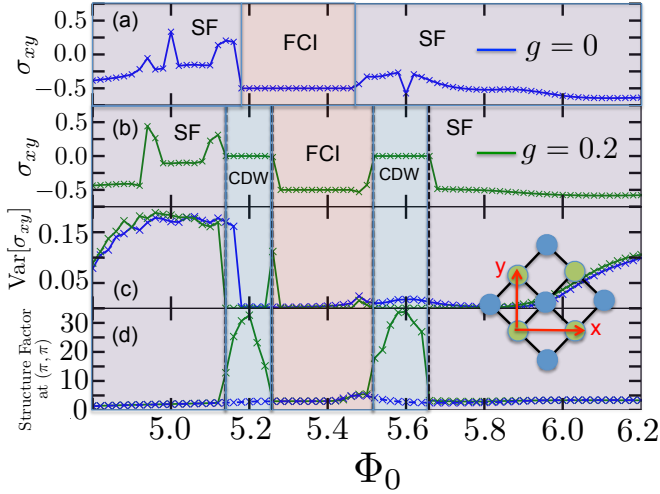 (a) SF FCI SF g = 0
σxy
0.5
0.0
−0.5
(b) SF CDW FCI CDW SF g = 0.2
σxy
0.5
0.0
−0.5
(c)
Var[σxy]
0.15
0.05
y
x
(d)
Structure Factor
at (π, π)
30
20
10
0
5.0 5.2 5.4 5.6 5.8 6.0 6.2
Φ0